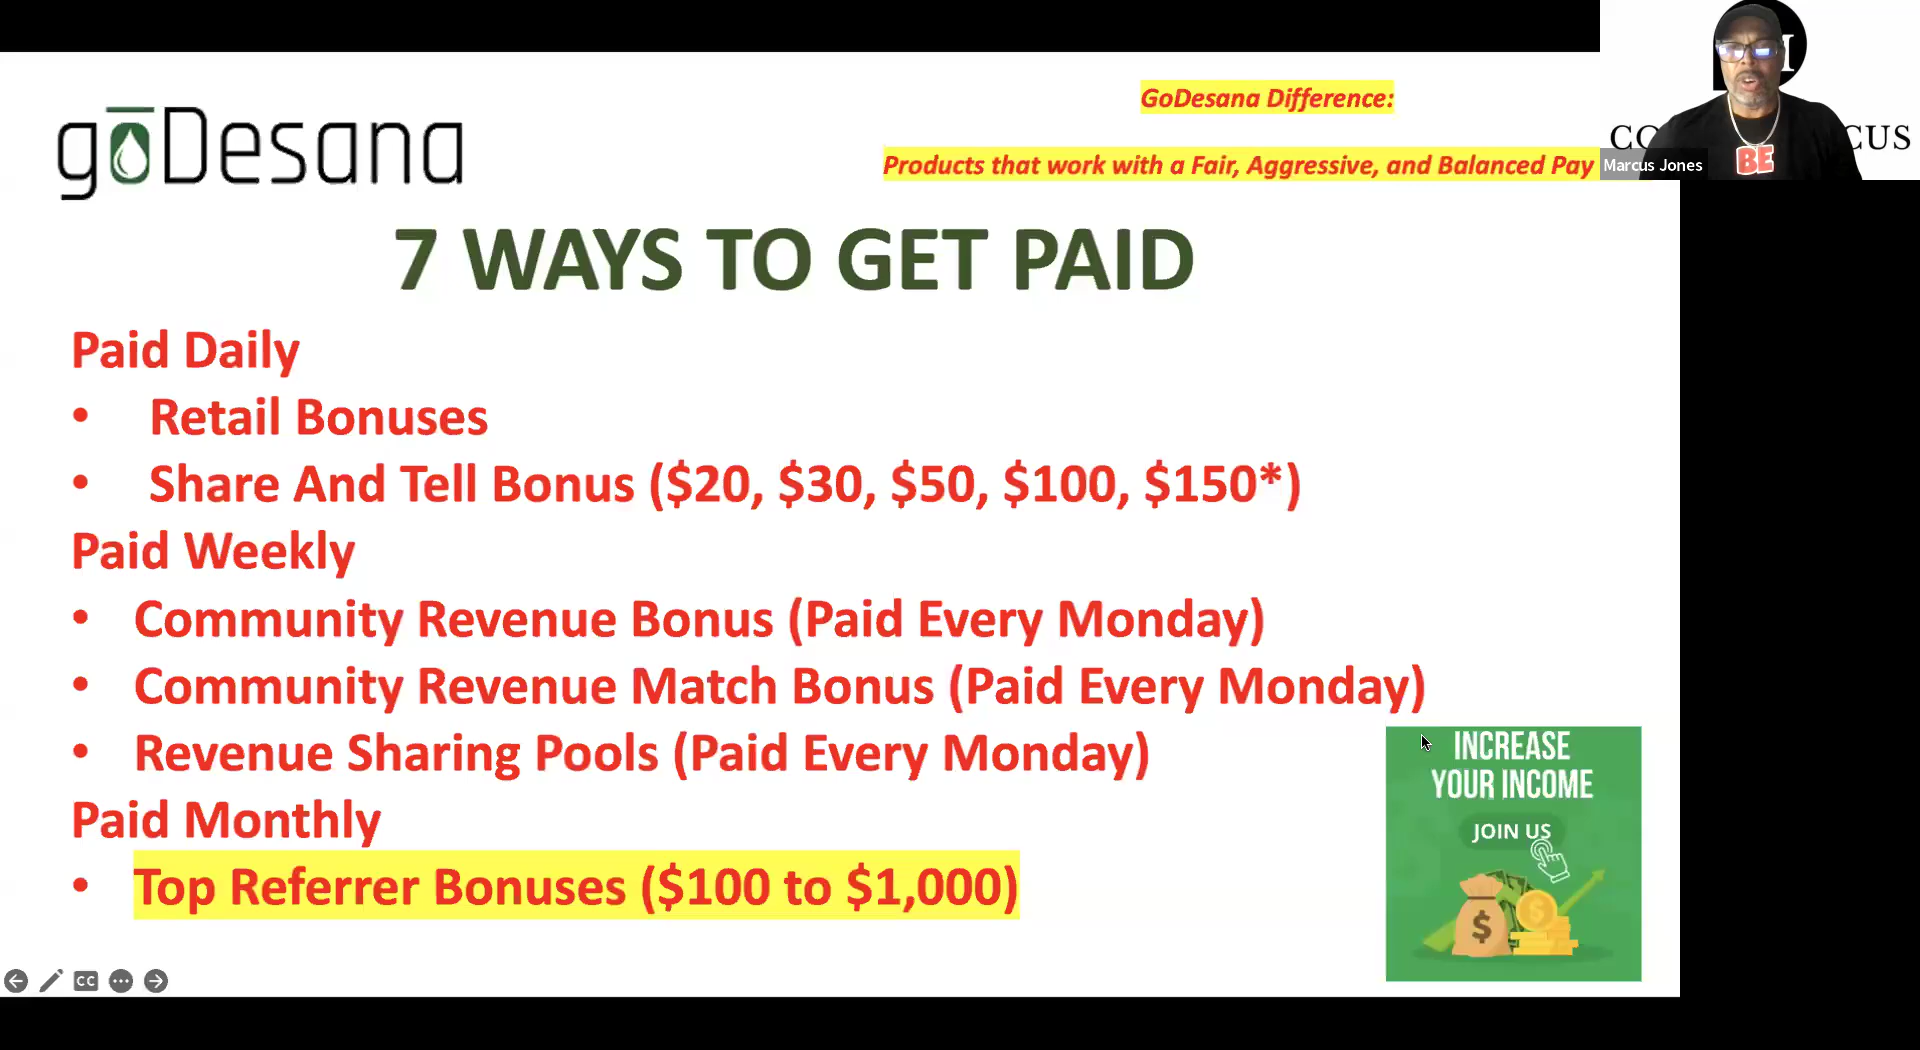 gōDesana
GoDesana Difference:
Products that work with a Fair, Aggressive, and Balanced Pay
CO CUS
Marcus Jones
BE
7 WAYS TO GET PAID
Paid Daily
• Retail Bonuses
• Share And Tell Bonus ($20, $30, $50, $100, $150*)
Paid Weekly
• Community Revenue Bonus (Paid Every Monday)
• Community Revenue Match Bonus (Paid Every Monday)
• Revenue Sharing Pools (Paid Every Monday)
Paid Monthly
• Top Referrer Bonuses ($100 to $1,000)
INCREASE
YOUR INCOME
JOIN US
$ $
CC